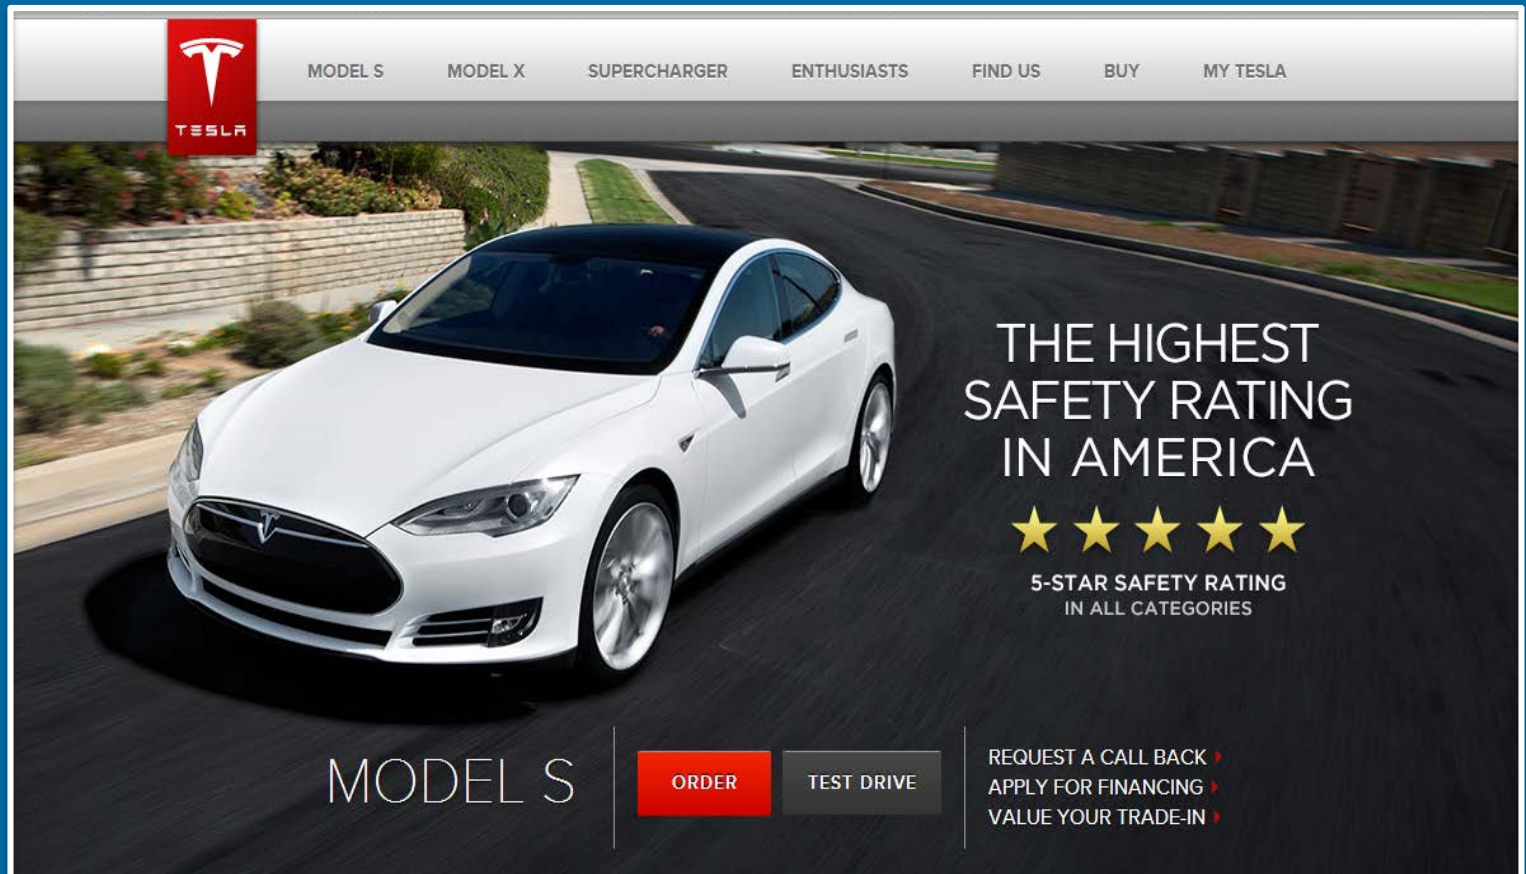 TESLA
MODEL S
MODEL X
SUPERCHARGER
ENTHUSIASTS
FIND US
BUY
MY TESLA
THE HIGHEST
SAFETY RATING
IN AMERICA
5-STAR SAFETY RATING
IN ALL CATEGORIES
MODEL S
ORDER
TEST DRIVE
REQUEST A CALL BACK
APPLY FOR FINANCING
VALUE YOUR TRADE-IN